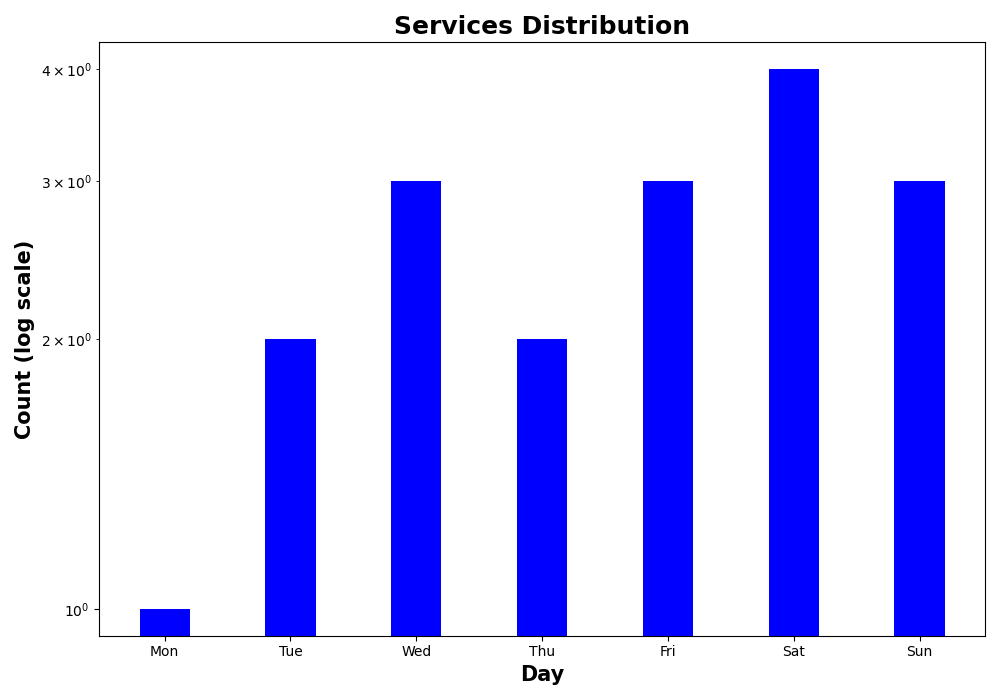 Services Distribution
Count (log scale)
4 × 10⁰
3 × 10⁰
2 × 10⁰
10⁰
Mon Tue Wed Thu Fri Sat Sun
Day